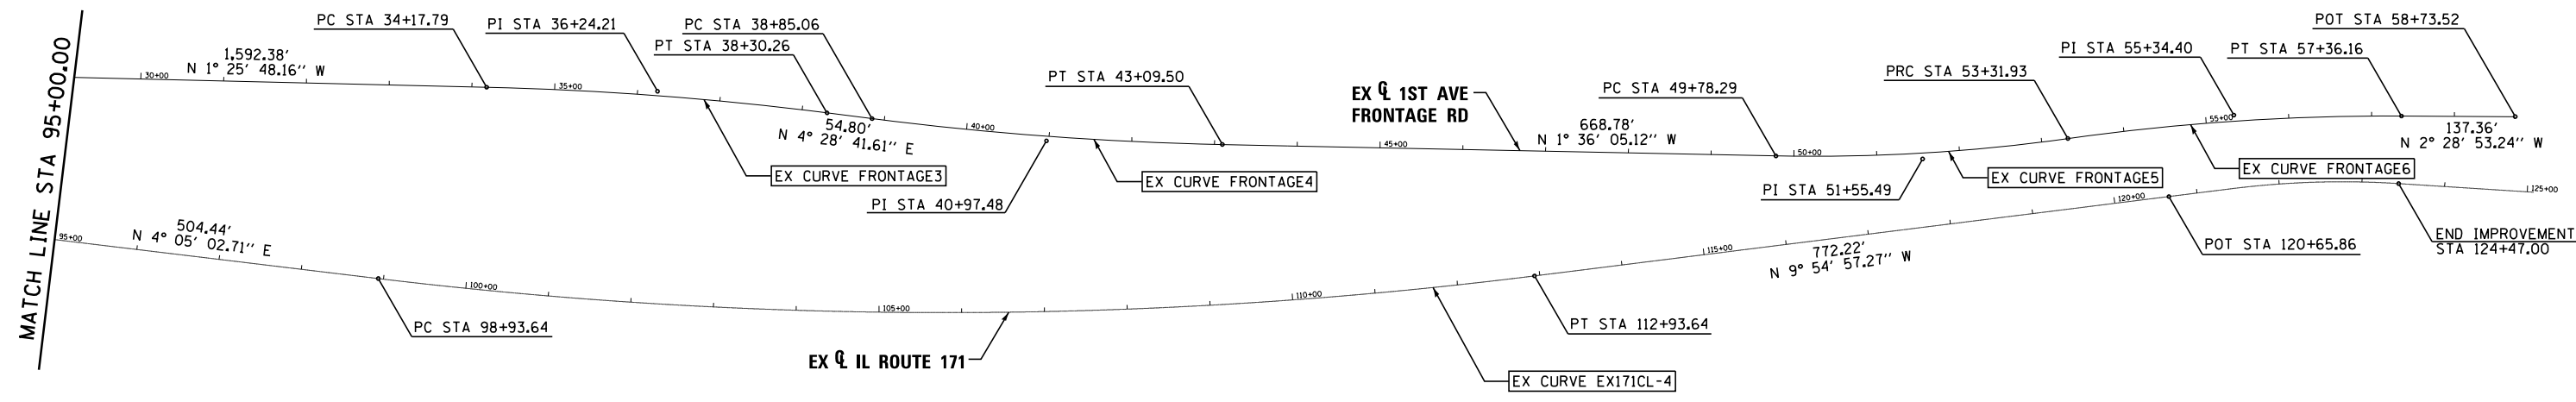 MATCH LINE STA 95+00.00
1,592.38′
N 1° 25′ 48.16″ W
30+00
PC STA 34+17.79
PI STA 36+24.21
PT STA 38+30.26
PC STA 38+85.06
35+00
54.80′
N 4° 28′ 41.61″ E
EX CURVE FRONTAGE3
40+00
PI STA 40+97.48
PT STA 43+09.50
EX CURVE FRONTAGE4
EX ℄ 1ST AVE
FRONTAGE RD
45+00
668.78′
N 1° 36′ 05.12″ W
PC STA 49+78.29
50+00
PI STA 51+55.49
PRC STA 53+31.93
EX CURVE FRONTAGE5
PI STA 55+34.40
55+00
PT STA 57+36.16
EX CURVE FRONTAGE6
POT STA 58+73.52
137.36′
N 2° 28′ 53.24″ W
95+00
504.44′
N 4° 05′ 02.71″ E
PC STA 98+93.64
100+00
105+00
EX ℄ IL ROUTE 171
110+00
EX CURVE EX171CL-4
PT STA 112+93.64
115+00
772.22′
N 9° 54′ 57.27″ W
120+00
POT STA 120+65.86
END IMPROVEMENT
STA 124+47.00
125+00